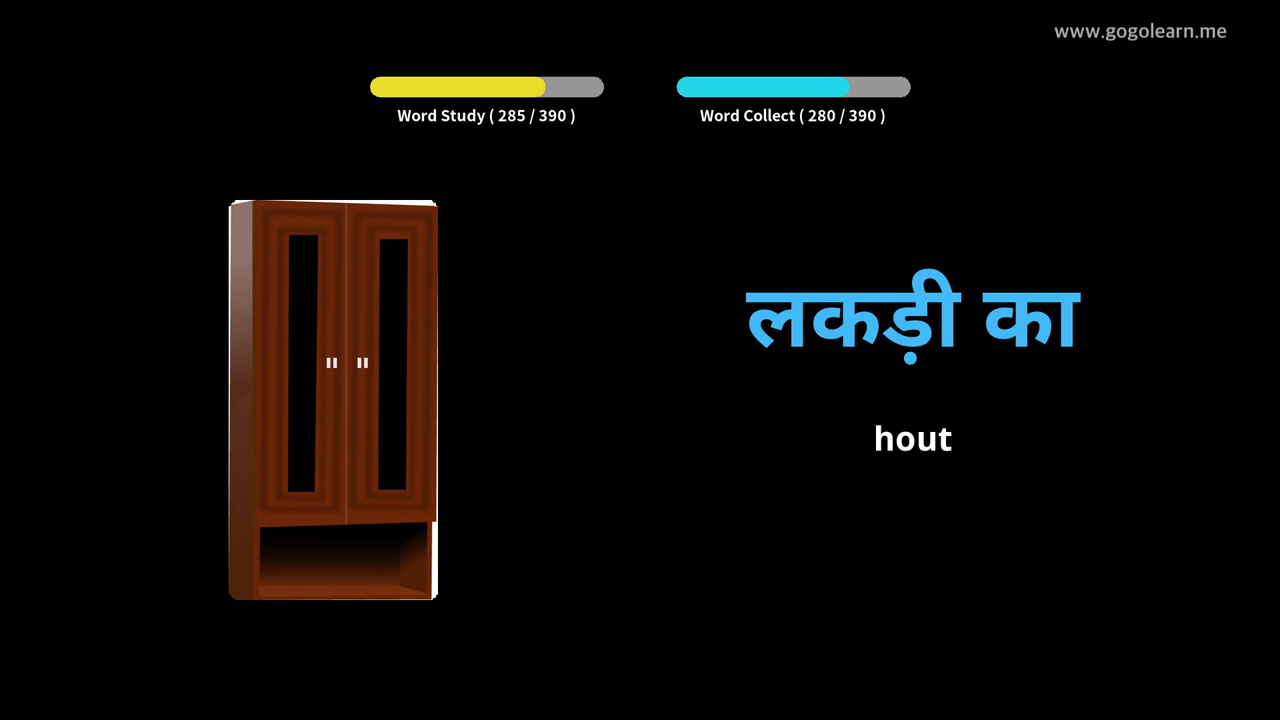 www.gogolearn.me
Word Study ( 285 / 390 )
Word Collect ( 280 / 390 )
लकड़ी का
hout